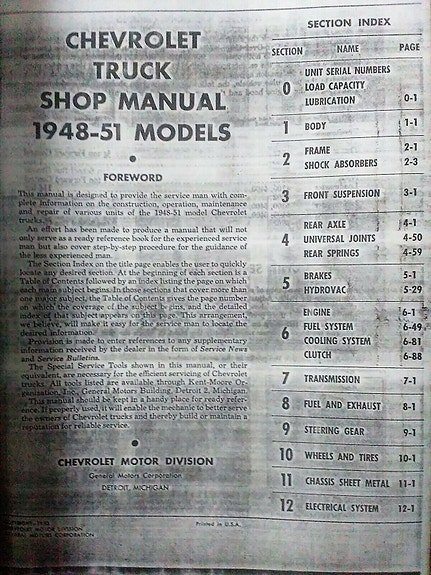 CHEVROLET
TRUCK
SHOP MANUAL
1948-51 MODELS
FOREWORD
This manual is designed to provide the service man with com-
plete information on the construction, operation, maintenance
and repair of various units of the 1948-51 model Chevrolet
trucks.
An effort has been made to produce a manual that will not
only serve as a ready reference book for the experienced service
man but also cover step-by-step procedure for the guidance of
the less experienced man.
The Section Index on the title page enables the user to quickly
locate any desired section. At the beginning of each section is a
Table of Contents followed by an index listing the page on which
each main subject begins. In those sections that cover more than
one major subject, the Table of Contents gives the page number
on which the coverage of the subject begins, and the detailed
index of that subject appears on that page. This arrangement,
we believe, will make it easy for the service man to locate the
desired information.
Provision is made to enter references to any supplementary
information received by the dealer in the form of Service News
and Service Bulletins.
The Special Service Tools shown in this manual, or their
equivalent, are necessary for the efficient servicing of Chevrolet
trucks. All tools listed are available through Kent-Moore Or-
ganization, Inc., General Motors Building, Detroit 2, Michigan.
This manual should be kept in a handy place for ready refer-
ence. If properly used, it will enable the mechanic to better serve
the owners of Chevrolet trucks and thereby build or maintain a
reputation for reliable service.
CHEVROLET MOTOR DIVISION
General Motors Corporation
DETROIT, MICHIGAN
CHEVROLET MOTOR DIVISION
GENERAL MOTORS CORPORATION
Printed in U.S.A.
SECTION INDEX
SECTION NAME PAGE
0 UNIT SERIAL NUMBERS
LOAD CAPACITY
LUBRICATION 0-1
1 BODY 1-1
2 FRAME 2-1
SHOCK ABSORBERS 2-3
3 FRONT SUSPENSION 3-1
4 REAR AXLE 4-1
UNIVERSAL JOINTS 4-50
REAR SPRINGS 4-59
5 BRAKES 5-1
HYDROVAC 5-29
6 ENGINE 6-1
FUEL SYSTEM 6-49
COOLING SYSTEM 6-81
CLUTCH 6-88
7 TRANSMISSION 7-1
8 FUEL AND EXHAUST 8-1
9 STEERING GEAR 9-1
10 WHEELS AND TIRES 10-1
11 CHASSIS SHEET METAL 11-1
12 ELECTRICAL SYSTEM 12-1